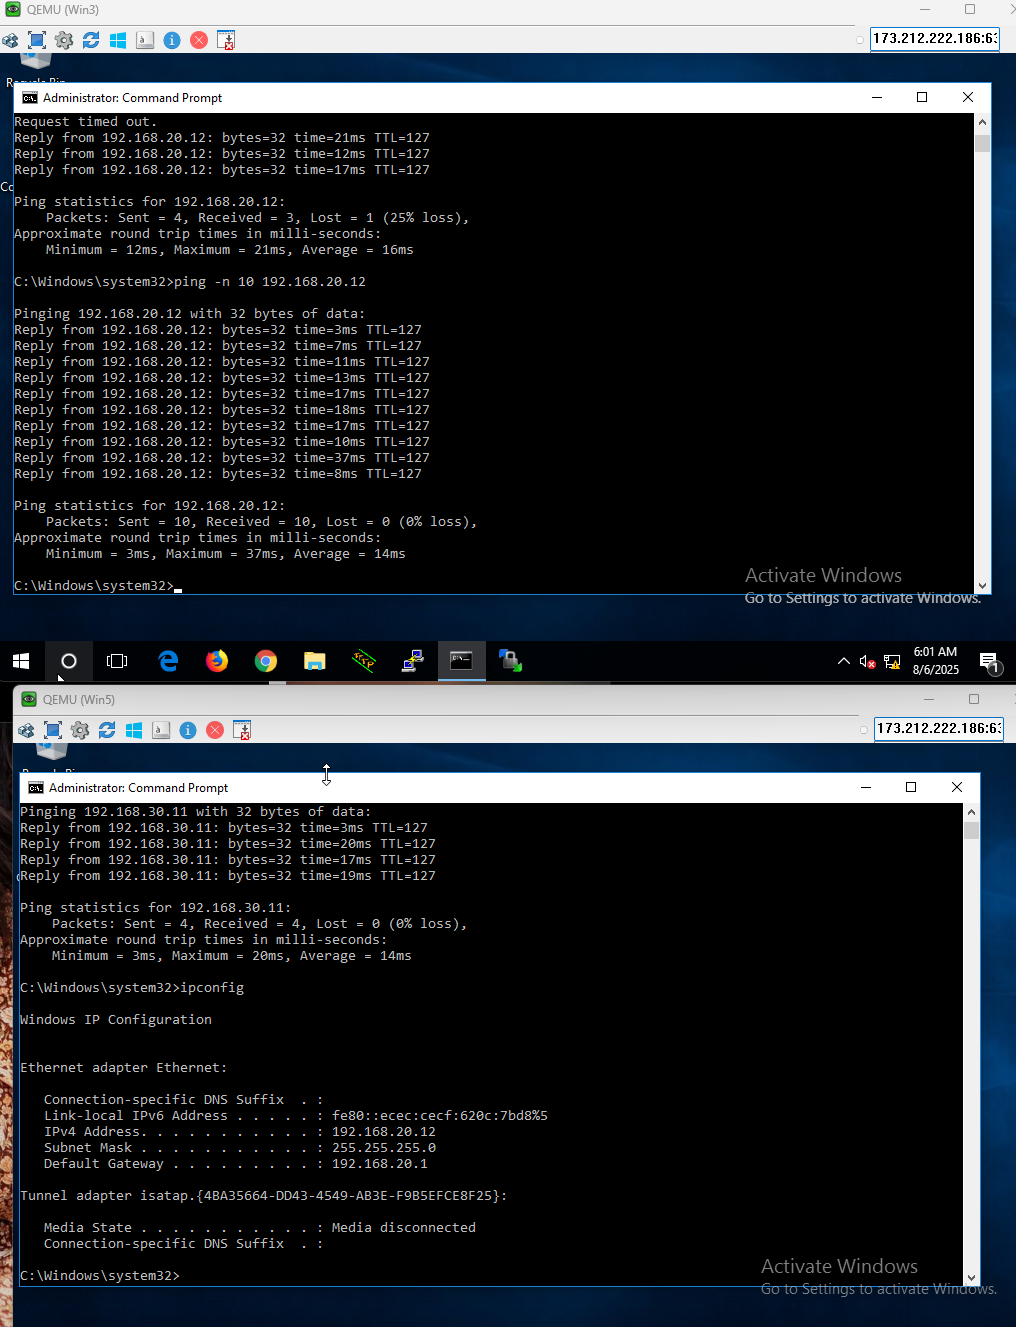 QEMU (Win3)
173.212.222.186:6
Administrator: Command Prompt
Request timed out.
Reply from 192.168.20.12: bytes=32 time=21ms TTL=127
Reply from 192.168.20.12: bytes=32 time=12ms TTL=127
Reply from 192.168.20.12: bytes=32 time=17ms TTL=127
Ping statistics for 192.168.20.12:
Packets: Sent = 4, Received = 3, Lost = 1 (25% loss),
Approximate round trip times in milli-seconds:
Minimum = 12ms, Maximum = 21ms, Average = 16ms
C:\Windows\system32>ping -n 10 192.168.20.12
Pinging 192.168.20.12 with 32 bytes of data:
Reply from 192.168.20.12: bytes=32 time=3ms TTL=127
Reply from 192.168.20.12: bytes=32 time=7ms TTL=127
Reply from 192.168.20.12: bytes=32 time=11ms TTL=127
Reply from 192.168.20.12: bytes=32 time=13ms TTL=127
Reply from 192.168.20.12: bytes=32 time=17ms TTL=127
Reply from 192.168.20.12: bytes=32 time=18ms TTL=127
Reply from 192.168.20.12: bytes=32 time=17ms TTL=127
Reply from 192.168.20.12: bytes=32 time=10ms TTL=127
Reply from 192.168.20.12: bytes=32 time=37ms TTL=127
Reply from 192.168.20.12: bytes=32 time=8ms TTL=127
Ping statistics for 192.168.20.12:
Packets: Sent = 10, Received = 10, Lost = 0 (0% loss),
Approximate round trip times in milli-seconds:
Minimum = 3ms, Maximum = 37ms, Average = 14ms
C:\Windows\system32>
Activate Windows
Go to Settings to activate Windows.
6:01 AM
8/6/2025
1
QEMU (Win5)
173.212.222.186:6
Administrator: Command Prompt
Pinging 192.168.30.11 with 32 bytes of data:
Reply from 192.168.30.11: bytes=32 time=3ms TTL=127
Reply from 192.168.30.11: bytes=32 time=20ms TTL=127
Reply from 192.168.30.11: bytes=32 time=17ms TTL=127
Reply from 192.168.30.11: bytes=32 time=19ms TTL=127
Ping statistics for 192.168.30.11:
Packets: Sent = 4, Received = 4, Lost = 0 (0% loss),
Approximate round trip times in milli-seconds:
Minimum = 3ms, Maximum = 20ms, Average = 14ms
C:\Windows\system32>ipconfig
Windows IP Configuration
Ethernet adapter Ethernet:
Connection-specific DNS Suffix  . :
Link-local IPv6 Address . . . . . : fe80::ecec:cecf:620c:7bd8%5
IPv4 Address. . . . . . . . . . . : 192.168.20.12
Subnet Mask . . . . . . . . . . . : 255.255.255.0
Default Gateway . . . . . . . . . : 192.168.20.1
Tunnel adapter isatap.{4BA35664-DD43-4549-AB3E-F9B5EFCE8F25}:
Media State . . . . . . . . . . . : Media disconnected
Connection-specific DNS Suffix  . :
C:\Windows\system32>
Activate Windows
Go to Settings to activate Windows.